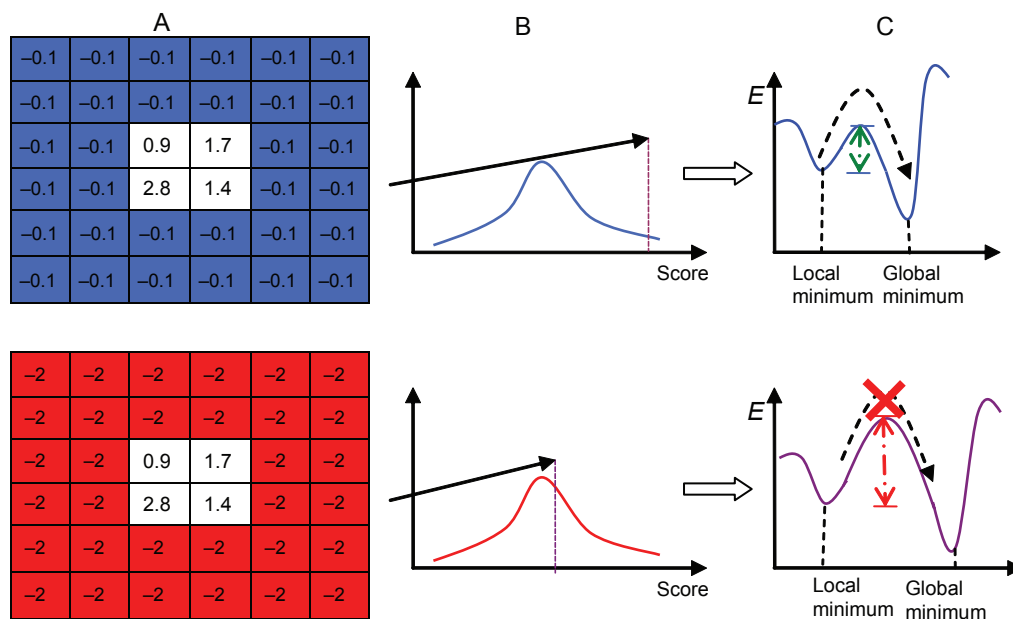 A
B
C
–0.1 –0.1 –0.1 –0.1 –0.1 –0.1
–0.1 –0.1 –0.1 –0.1 –0.1 –0.1
–0.1 –0.1 0.9 1.7 –0.1 –0.1
–0.1 –0.1 2.8 1.4 –0.1 –0.1
–0.1 –0.1 –0.1 –0.1 –0.1 –0.1
–0.1 –0.1 –0.1 –0.1 –0.1 –0.1
Score
E
Local
minimum
Global
minimum
–2 –2 –2 –2 –2 –2
–2 –2 –2 –2 –2 –2
–2 –2 0.9 1.7 –2 –2
–2 –2 2.8 1.4 –2 –2
–2 –2 –2 –2 –2 –2
–2 –2 –2 –2 –2 –2
Score
E
Local
minimum
Global
minimum